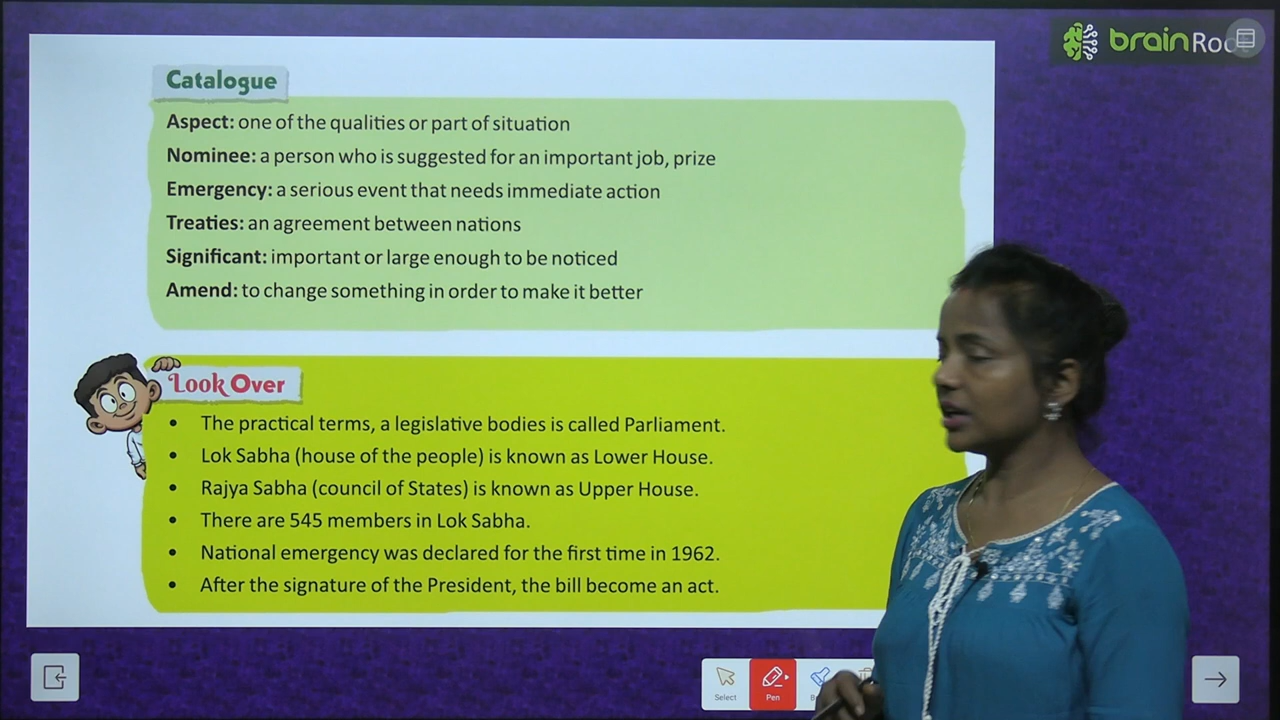 brainRoot
Catalogue
Aspect: one of the qualities or part of situation
Nominee: a person who is suggested for an important job, prize
Emergency: a serious event that needs immediate action
Treaties: an agreement between nations
Significant: important or large enough to be noticed
Amend: to change something in order to make it better
Look Over
• The practical terms, a legislative bodies is called Parliament.
• Lok Sabha (house of the people) is known as Lower House.
• Rajya Sabha (council of States) is known as Upper House.
• There are 545 members in Lok Sabha.
• National emergency was declared for the first time in 1962.
• After the signature of the President, the bill become an act.
Select Pen